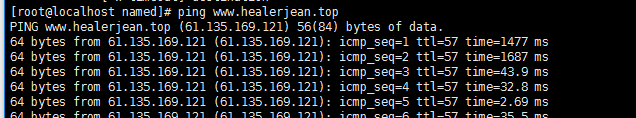 [root@localhost named]# ping www.healerjean.top
PING www.healerjean.top (61.135.169.121) 56(84) bytes of data.
64 bytes from 61.135.169.121 (61.135.169.121): icmp_seq=1 ttl=57 time=1477 ms
64 bytes from 61.135.169.121 (61.135.169.121): icmp_seq=2 ttl=57 time=1687 ms
64 bytes from 61.135.169.121 (61.135.169.121): icmp_seq=3 ttl=57 time=43.9 ms
64 bytes from 61.135.169.121 (61.135.169.121): icmp_seq=4 ttl=57 time=32.8 ms
64 bytes from 61.135.169.121 (61.135.169.121): icmp_seq=5 ttl=57 time=2.69 ms
64 bytes from 61.135.169.121 (61.135.169.121): icmp_seq=6 ttl=57 time=35.5 ms